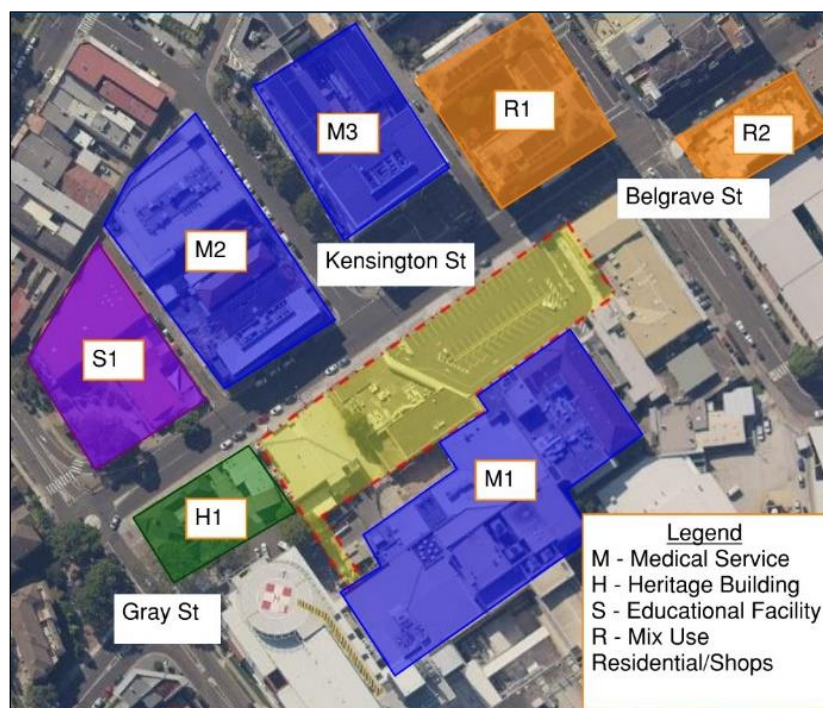 M3
R1
R2
Belgrave St
M2
Kensington St
S1
M1
H1
Gray St
Legend
M - Medical Service
H - Heritage Building
S - Educational Facility
R - Mix Use
Residential/Shops